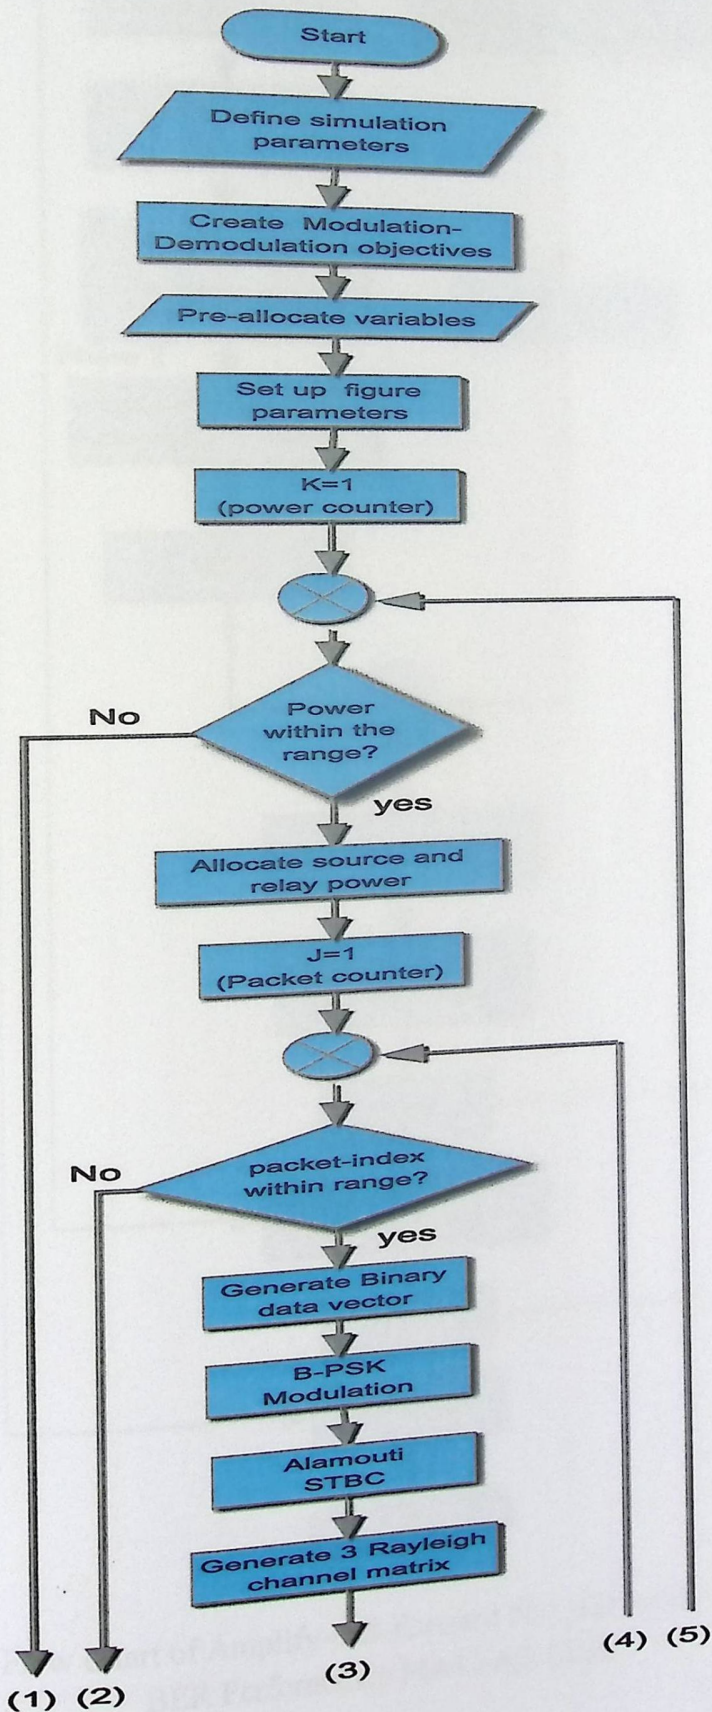 Start
Define simulation
parameters
Create Modulation-
Demodulation objectives
Pre-allocate variables
Set up figure
parameters
K=1
(power counter)
Power
within the
range?
No
yes
Allocate source and
relay power
J=1
(Packet counter)
packet-index
within range?
No
yes
Generate Binary
data vector
B-PSK
Modulation
Alamouti
STBC
Generate 3 Rayleigh
channel matrix
(1) (2) (3) (4) (5)